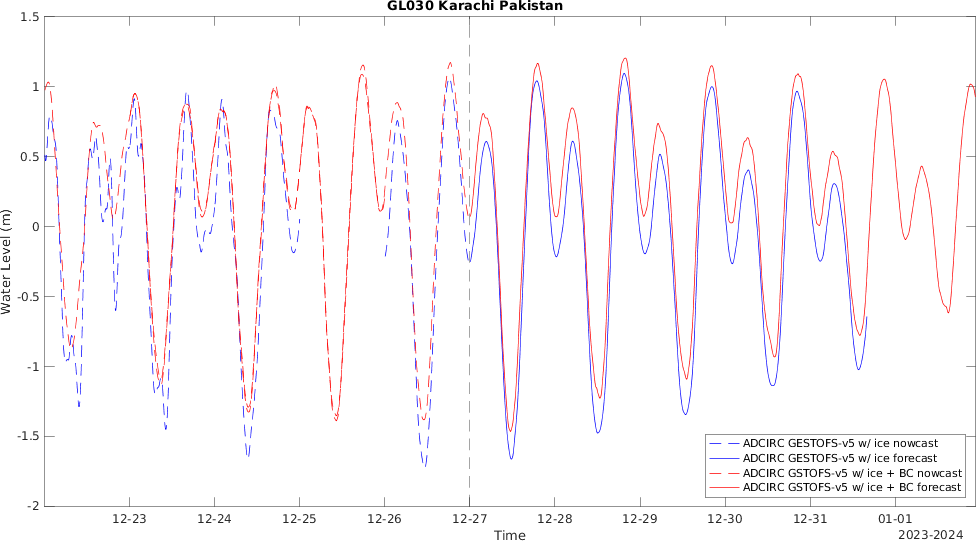 GL030 Karachi Pakistan
1.5
1
0.5
0
-0.5
-1
-1.5
-2
Water Level (m)
12-23
12-24
12-25
12-26
12-27
12-28
12-29
12-30
12-31
01-01
Time
2023-2024
ADCIRC GESTOFS-v5 w/ ice nowcast
ADCIRC GESTOFS-v5 w/ ice forecast
ADCIRC GSTOFS-v5 w/ ice + BC nowcast
ADCIRC GSTOFS-v5 w/ ice + BC forecast